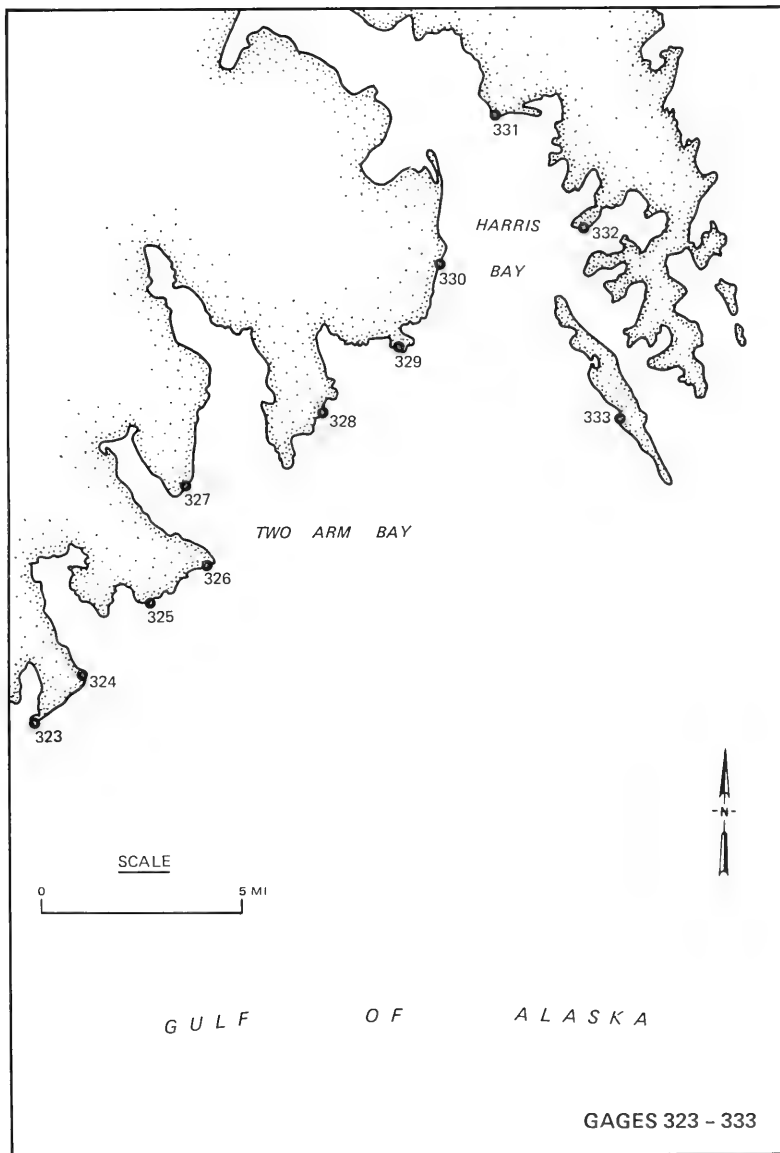 331
HARRIS
332
330
BAY
329
333
328
327
TWO ARM BAY
326
325
324
323
-N-
SCALE
0 5 MI
GULF OF ALASKA
GAGES 323 – 333